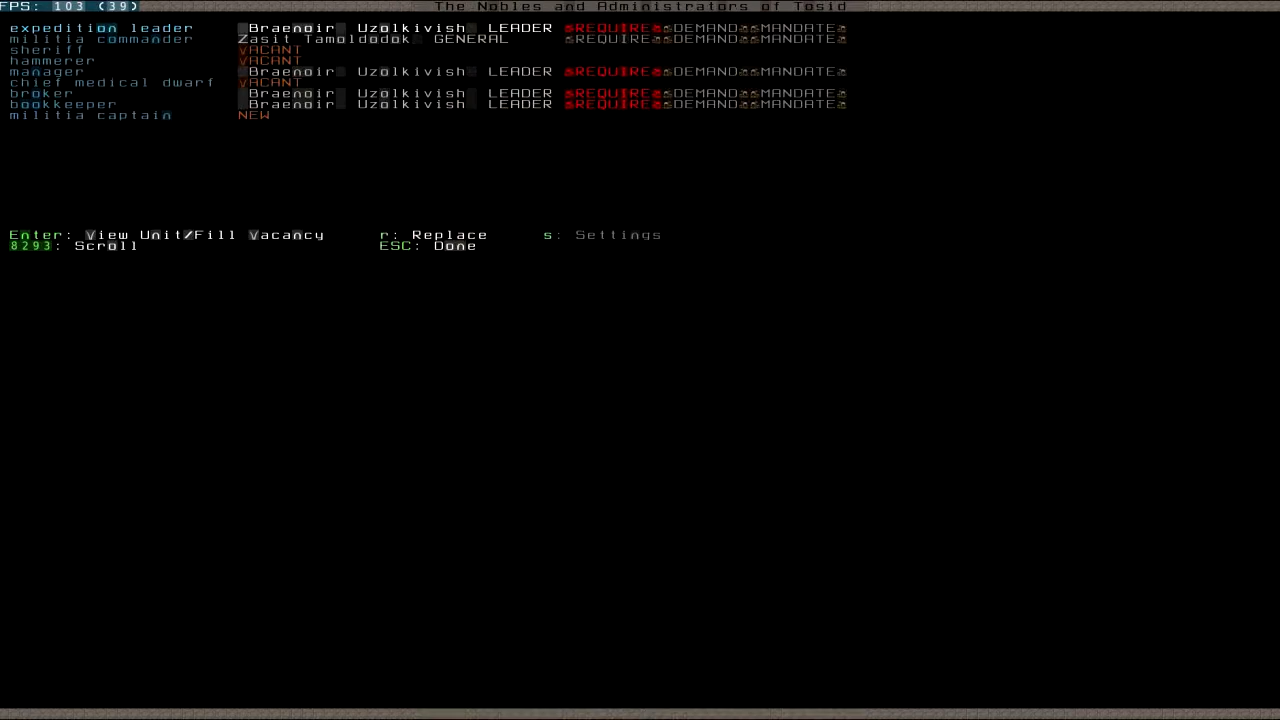 FPS: 103 (39)
The Nobles and Administrators of Tosid
expedition leader Braenoir Uzolkivish LEADER REQUIRE DEMAND MANDATE
militia commander Zasit Tamoldodok GENERAL REQUIRE DEMAND MANDATE
sheriff VACANT
hammerer VACANT
manager Braenoir Uzolkivish LEADER REQUIRE DEMAND MANDATE
chief medical dwarf VACANT
broker Braenoir Uzolkivish LEADER REQUIRE DEMAND MANDATE
bookkeeper Braenoir Uzolkivish LEADER REQUIRE DEMAND MANDATE
militia captain NEW
Enter: View Unit/Fill Vacancy r: Replace s: Settings
8293: Scroll ESC: Done